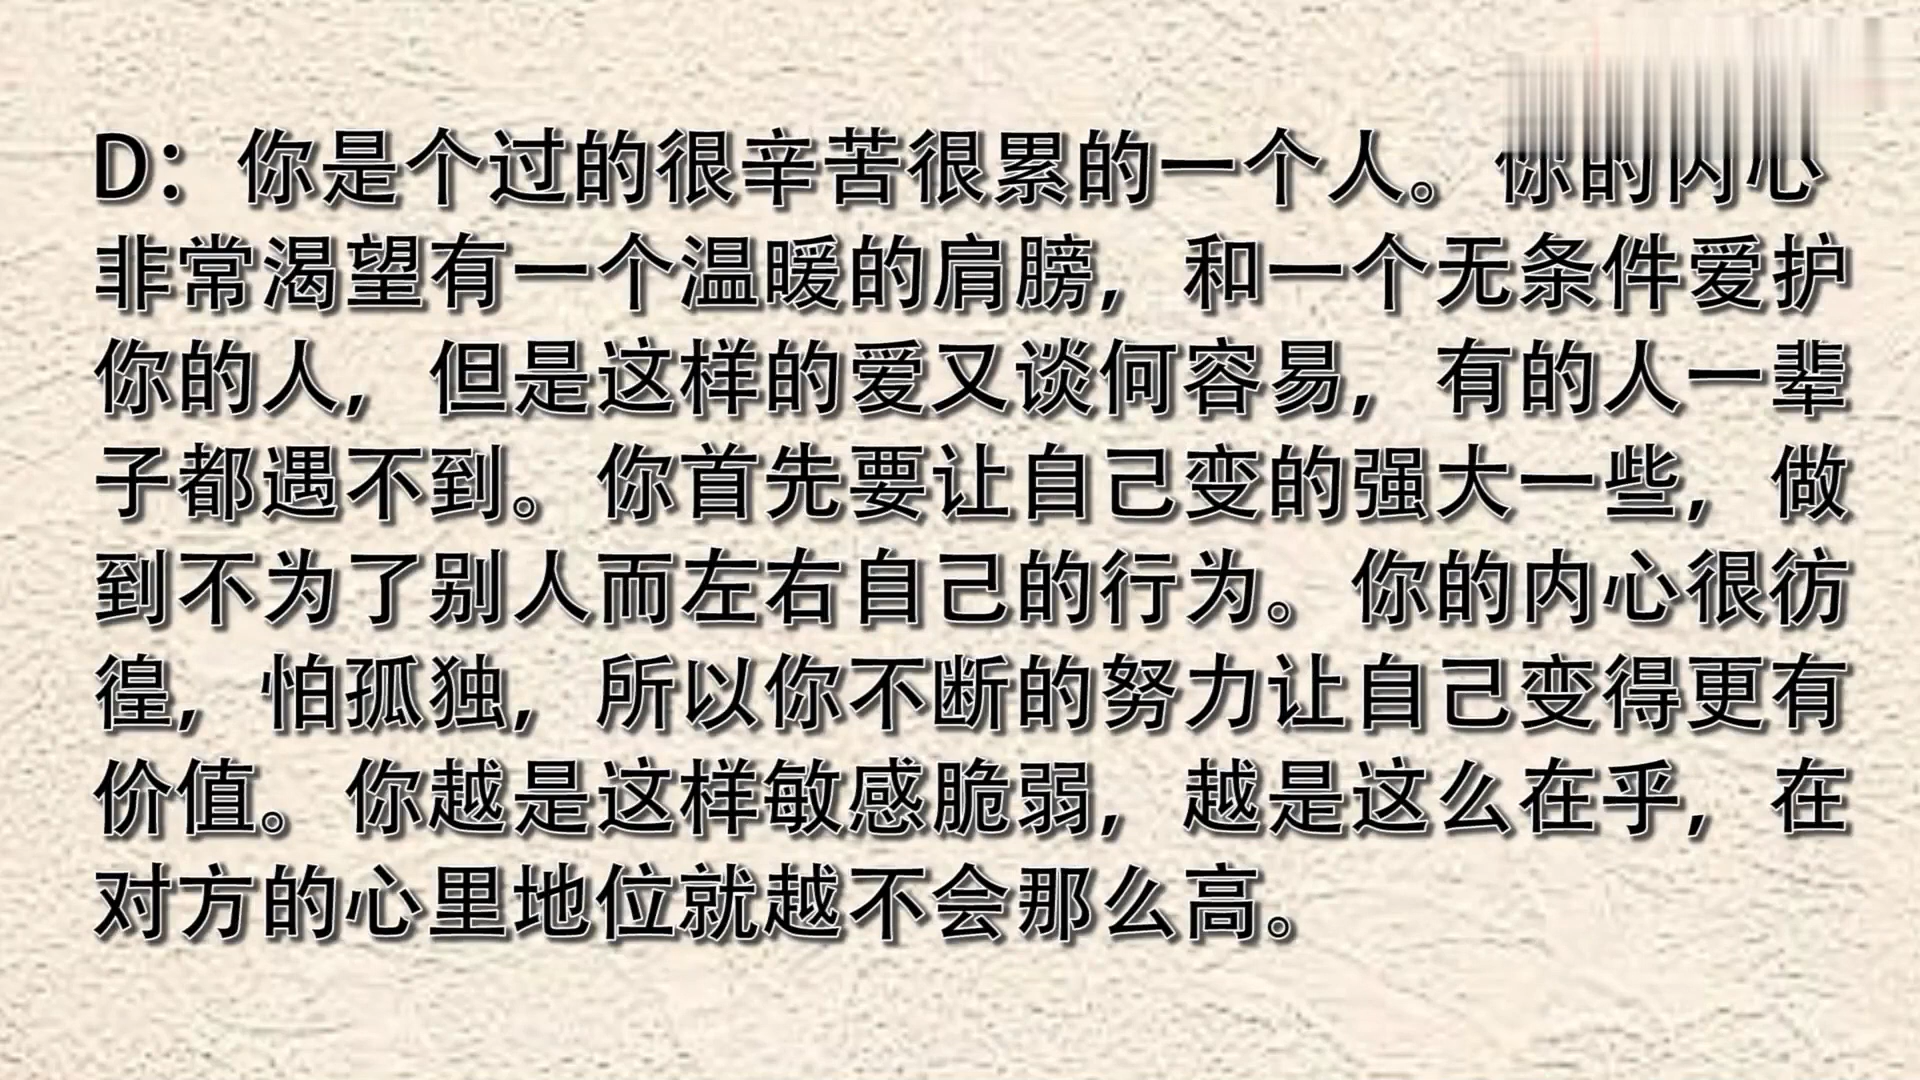 D：你是个过的很辛苦很累的一个人。你的内心
非常渴望有一个温暖的肩膀，和一个无条件爱护
你的人，但是这样的爱又谈何容易，有的人一辈
子都遇不到。你首先要让自己变的强大一些，做
到不为了别人而左右自己的行为。你的内心很彷
徨，怕孤独，所以你不断的努力让自己变得更有
价值。你越是这样敏感脆弱，越是这么在乎，在
对方的心里地位就越不会那么高。